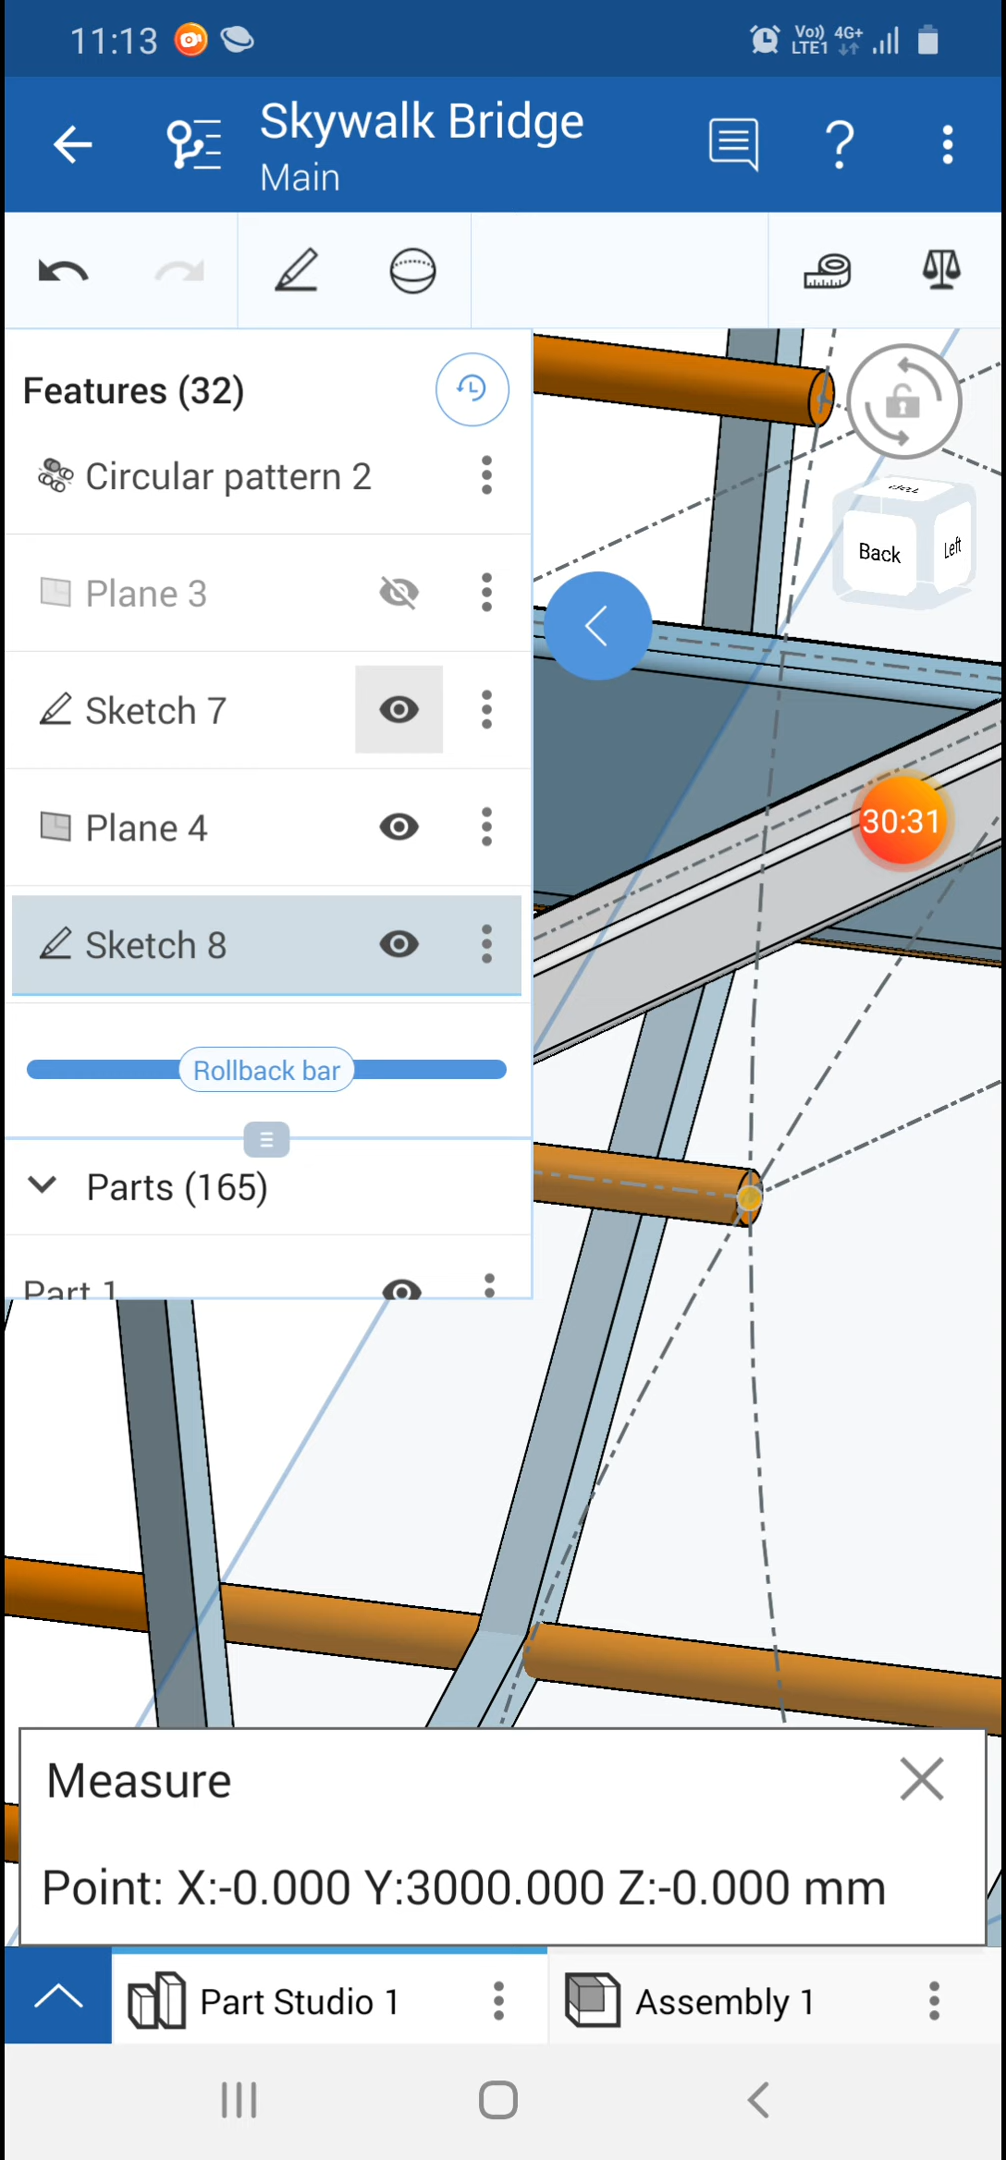 11:13
Vo)) 4G+
LTE1
Skywalk Bridge
Main
Features (32)
Circular pattern 2
Plane 3
Sketch 7
Plane 4
Sketch 8
Rollback bar
Parts (165)
Part 1
Back
Left
30:31
Measure
Point: X:-0.000 Y:3000.000 Z:-0.000 mm
Part Studio 1
Assembly 1